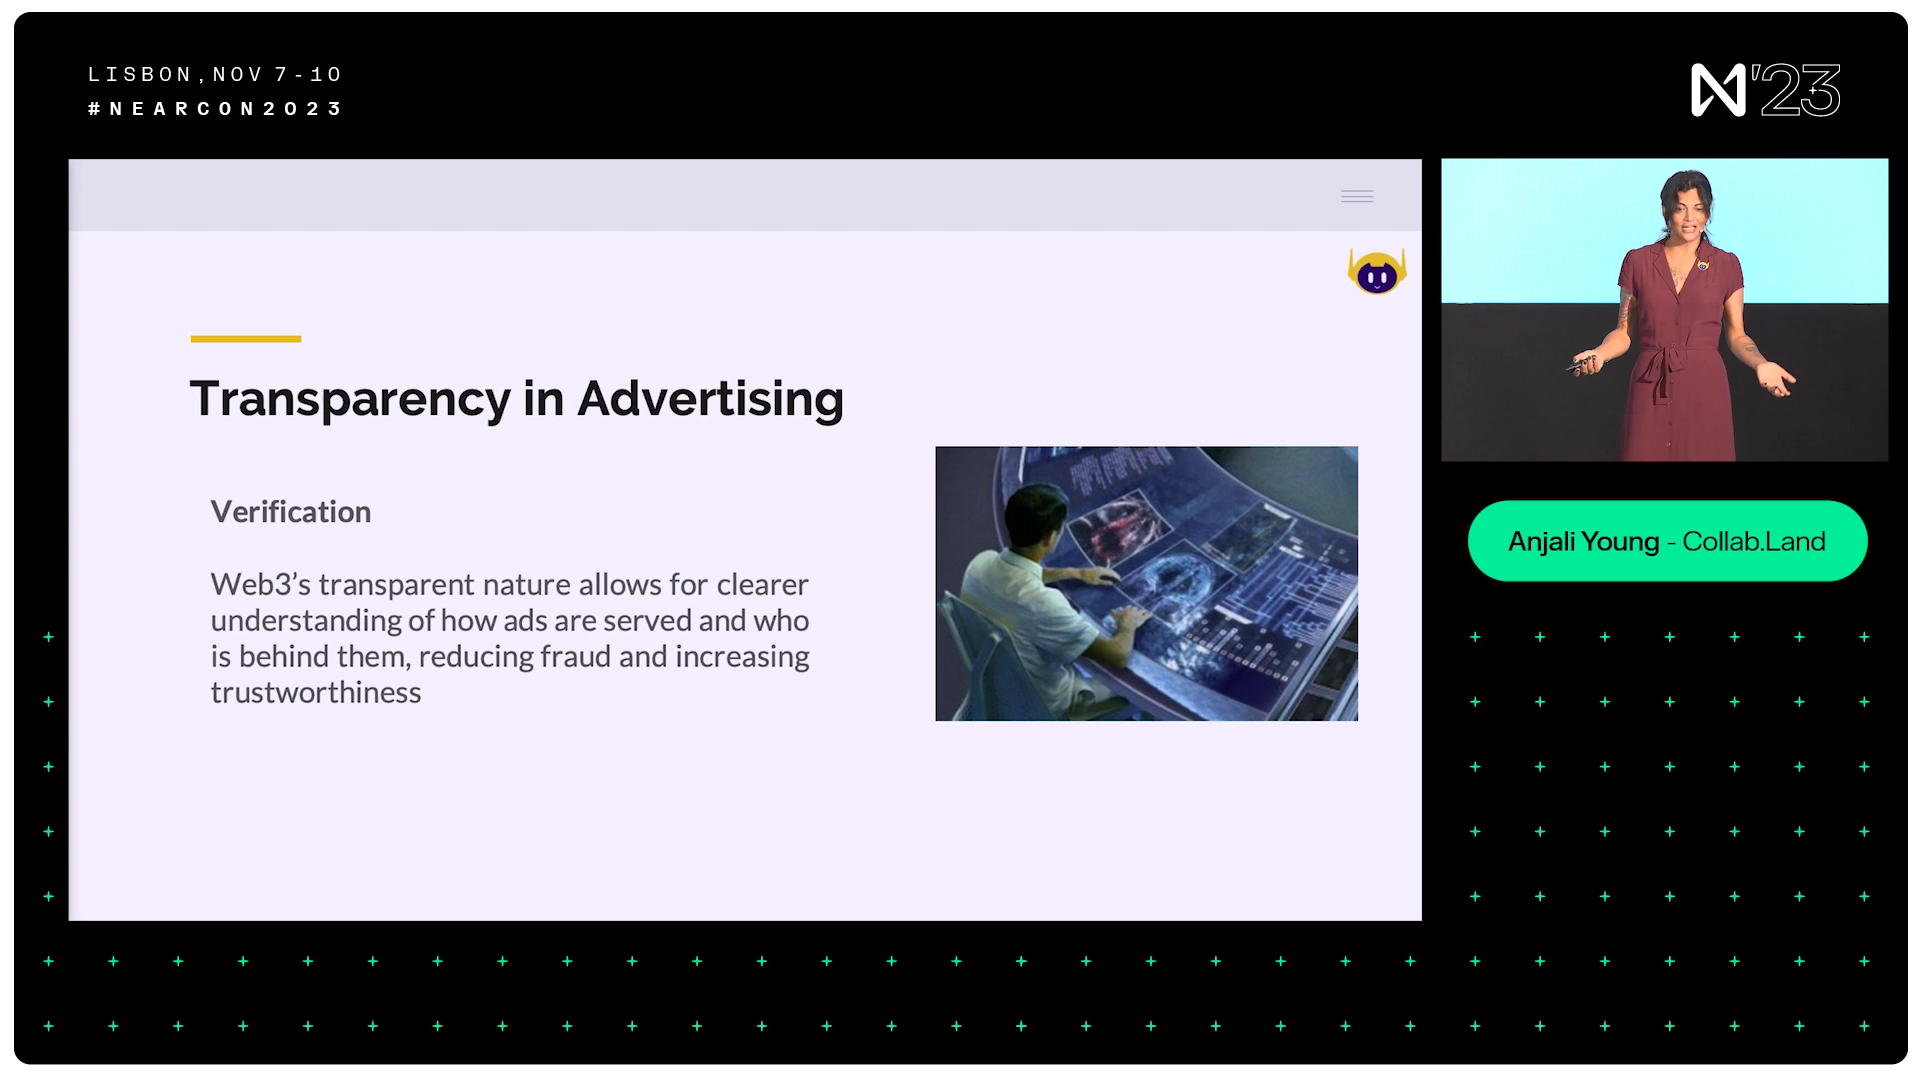 LISBON, NOV 7-10
#NEARCON2023
N'23
Transparency in Advertising
Verification
Web3’s transparent nature allows for clearer
understanding of how ads are served and who
is behind them, reducing fraud and increasing
trustworthiness
Anjali Young - Collab.Land